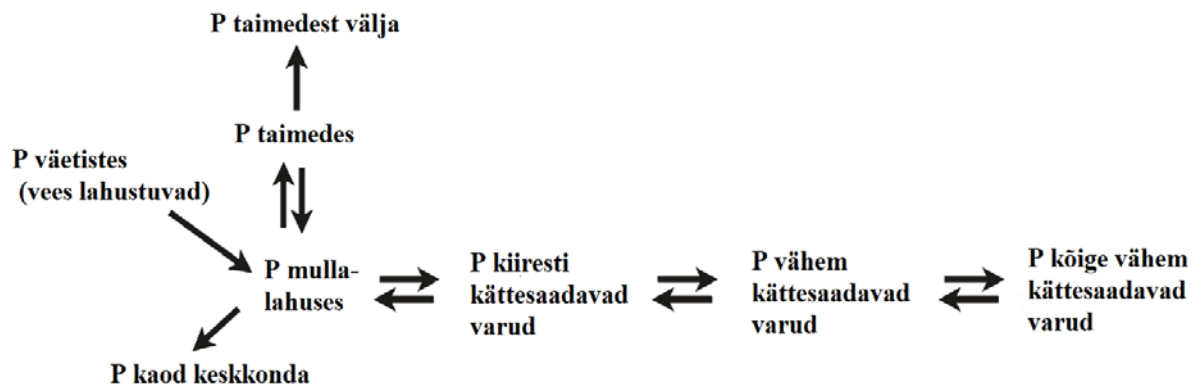 P taimedest välja
P taimedes
P väetistes
(vees lahustuvad)
P mulla-
lahuses
P kiiresti
kättesaadavad
varud
P vähem
kättesaadavad
varud
P kõige vähem
kättesaadavad
varud
P kaod keskkonda